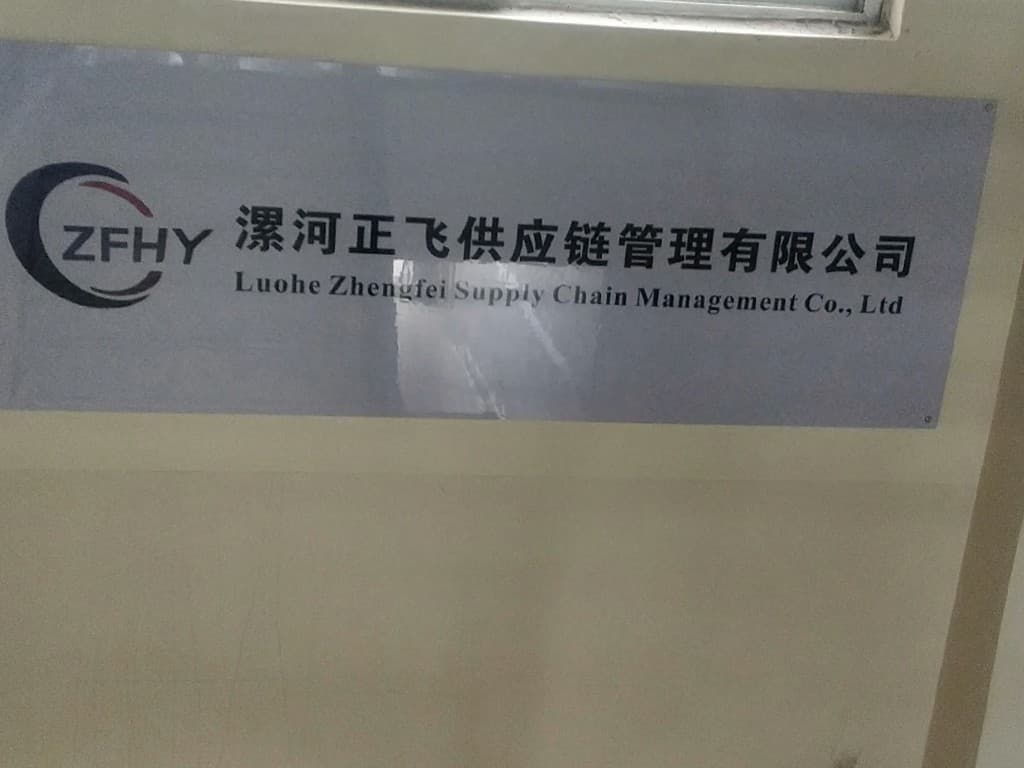 ZFHY
漯河正飞供应链管理有限公司
Luohe Zhengfei Supply Chain Management Co., Ltd